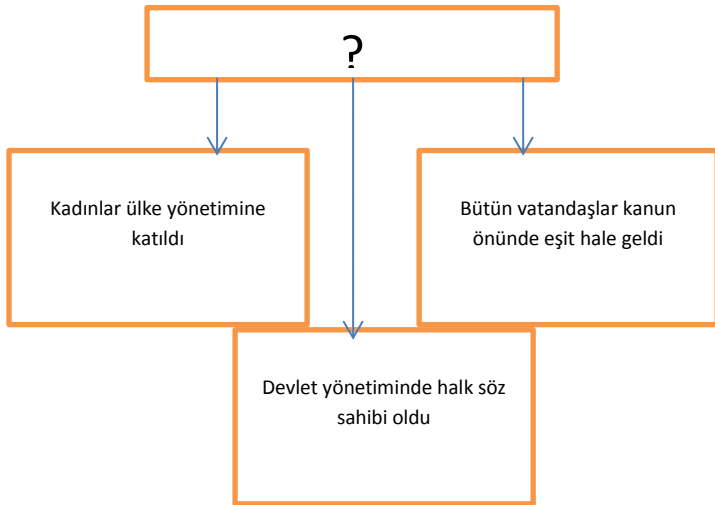 ?
Kadınlar ülke yönetimine
katıldı
Bütün vatandaşlar kanun
önünde eşit hale geldi
Devlet yönetiminde halk söz
sahibi oldu